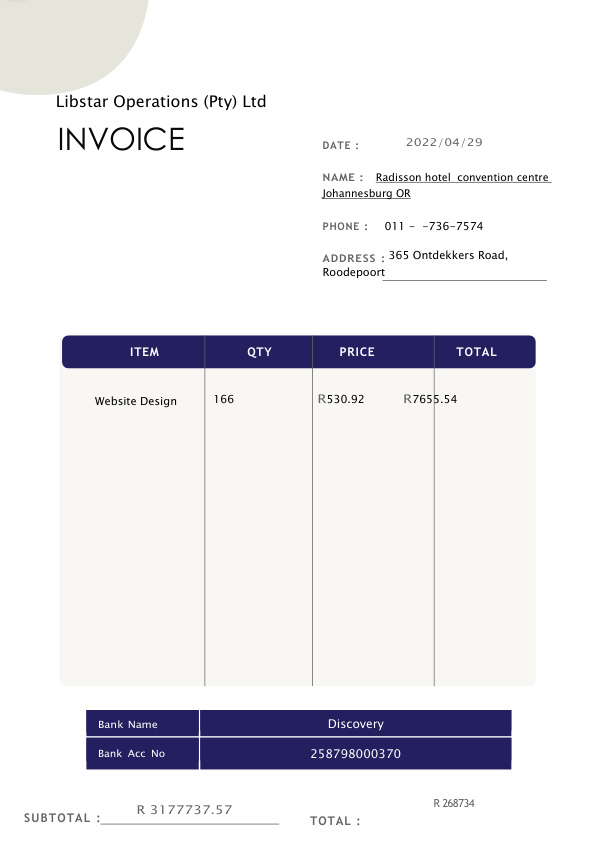 Libstar Operations (Pty) Ltd
INVOICE
DATE : 2022/04/29
NAME : Radisson hotel convention centre
Johannesburg OR
PHONE : 011 - -736-7574
ADDRESS : 365 Ontdekkers Road,
Roodepoort
ITEM QTY PRICE TOTAL
Website Design 166 R530.92 R7655.54
Bank Name Discovery
Bank Acc No 258798000370
SUBTOTAL : R 3177737.57 TOTAL : R 268734